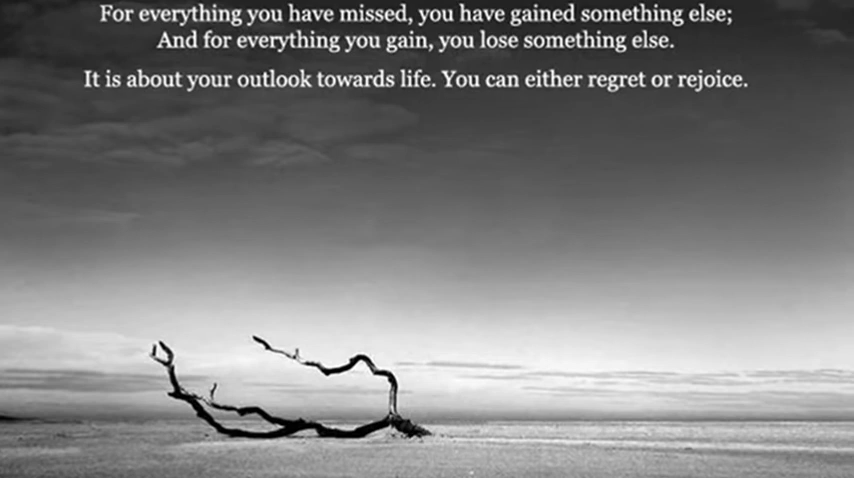 For everything you have missed, you have gained something else;
And for everything you gain, you lose something else.
It is about your outlook towards life. You can either regret or rejoice.